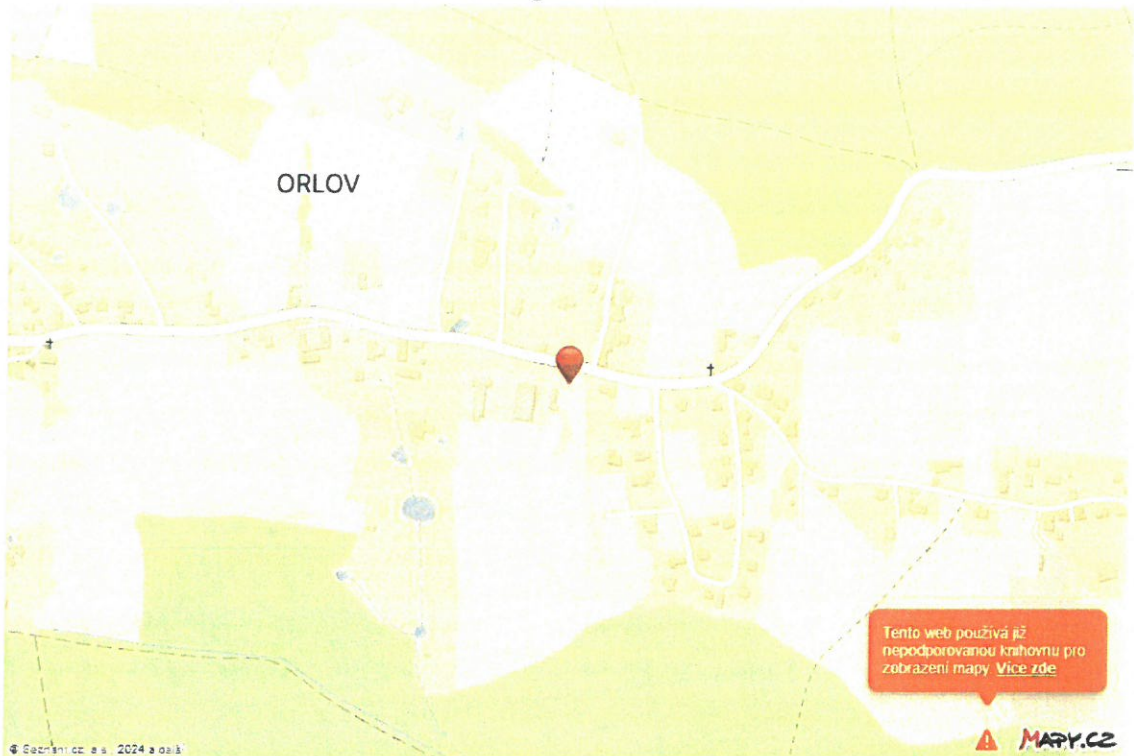 ORLOV
Tento web používá již
nepodporovanou knihovnu pro
zobrazení mapy. Více zde
© Seznam.cz, a.s., 2024 a další
MAPY.CZ